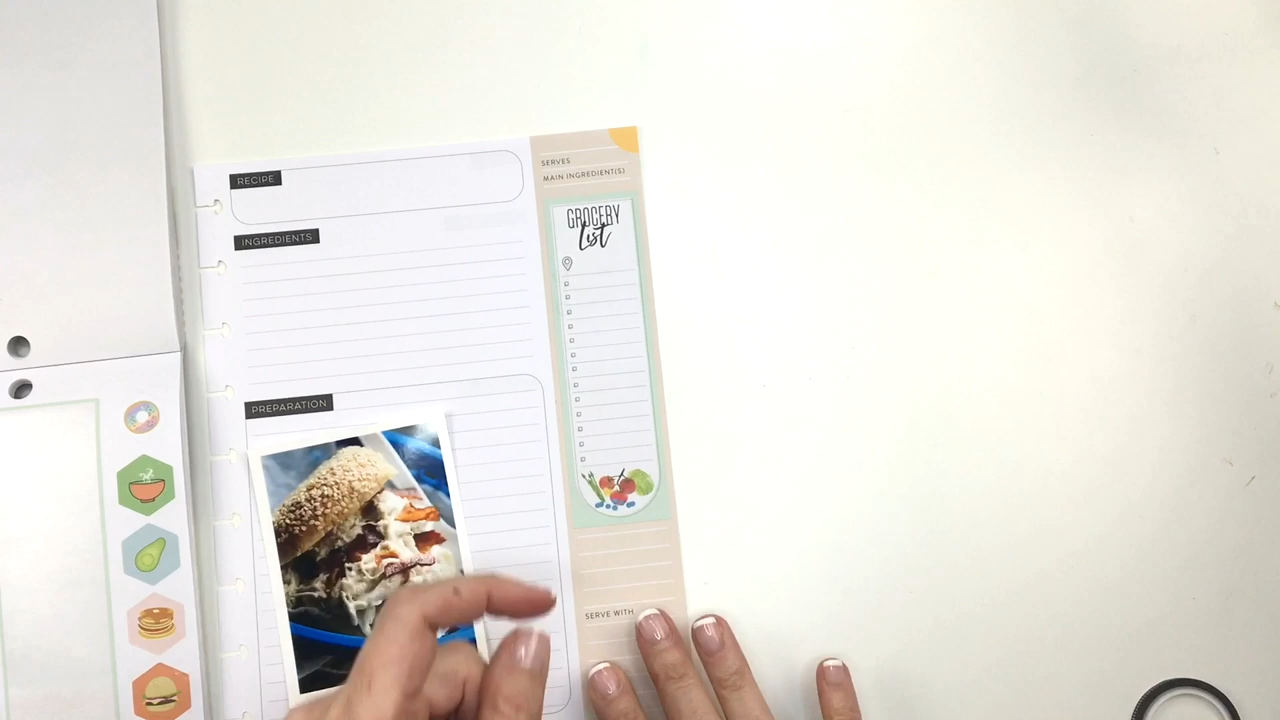 RECIPE
SERVES
MAIN INGREDIENT(S)
GROCERY
List
INGREDIENTS
PREPARATION
SERVE WITH